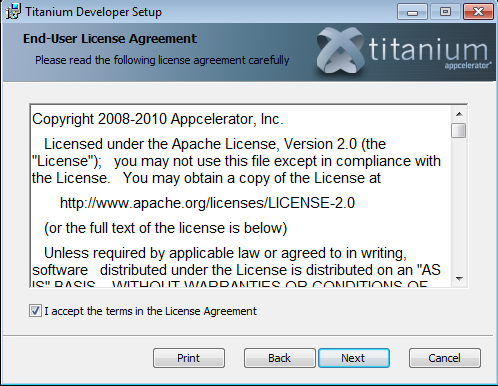 Titanium Developer Setup
End-User License Agreement
Please read the following license agreement carefully
titanium
appcelerator
Copyright 2008-2010 Appcelerator, Inc.
Licensed under the Apache License, Version 2.0 (the
"License"); you may not use this file except in compliance with
the License. You may obtain a copy of the License at
http://www.apache.org/licenses/LICENSE-2.0
(or the full text of the license is below)
Unless required by applicable law or agreed to in writing,
software distributed under the License is distributed on an "AS
IS" BASIS, WITHOUT WARRANTIES OR CONDITIONS OF
I accept the terms in the License Agreement
Print Back Next Cancel